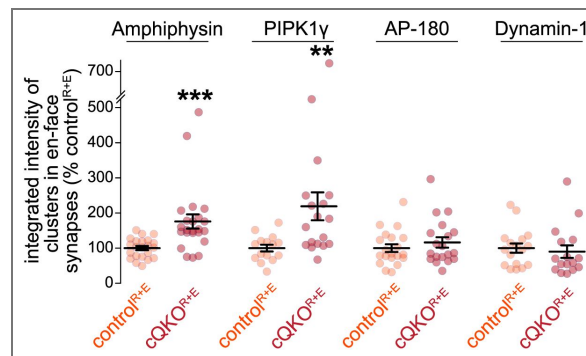 Amphiphysin PIPK1γ AP-180 Dynamin-1
integrated intensity of
clusters in en-face
synapses (% control^R+E)
700
500
400
300
200
100
0
*** **
control^R+E cQKO^R+E control^R+E cQKO^R+E control^R+E cQKO^R+E control^R+E cQKO^R+E